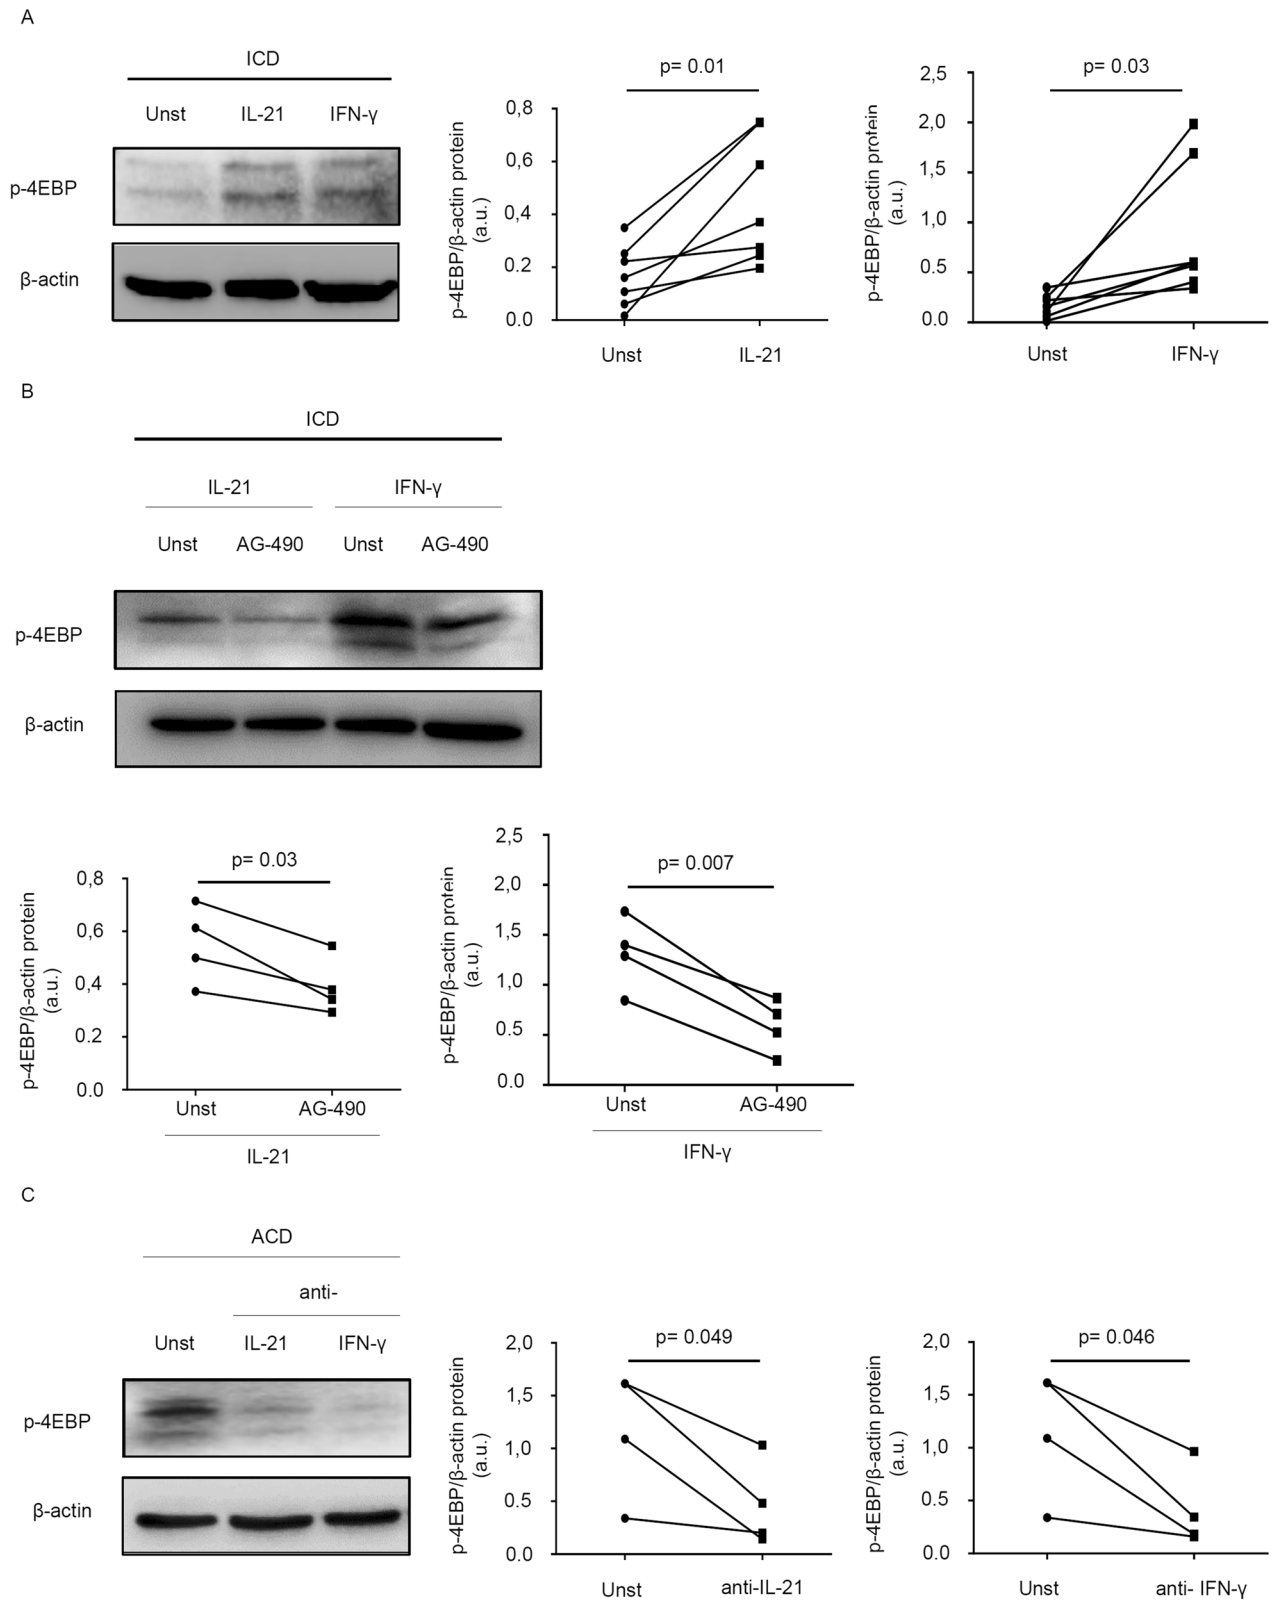 A
ICD
Unst IL-21 IFN-γ
p-4EBP
β-actin
p= 0.01
p-4EBP/β-actin protein
(a.u.)
0,8
0,6
0,4
0.2
0.0
Unst IL-21
p= 0.03
p-4EBP/β-actin protein
(a.u.)
2,5
2,0
1,5
1,0
0.5
0.0
Unst IFN-γ
B
ICD
IL-21 IFN-γ
Unst AG-490 Unst AG-490
p-4EBP
β-actin
p= 0.03
p-4EBP/β-actin protein
(a.u.)
0,8
0,6
0,4
0.2
0.0
Unst AG-490
IL-21
p= 0.007
p-4EBP/β-actin protein
(a.u.)
2,5
2,0
1,5
1,0
0.5
0.0
Unst AG-490
IFN-γ
C
ACD
anti-
Unst IL-21 IFN-γ
p-4EBP
β-actin
p= 0.049
p-4EBP/β-actin protein
(a.u.)
2,0
1,5
1,0
0.5
0.0
Unst anti-IL-21
p= 0.046
p-4EBP/β-actin protein
(a.u.)
2,0
1,5
1,0
0.5
0.0
Unst anti- IFN-γ